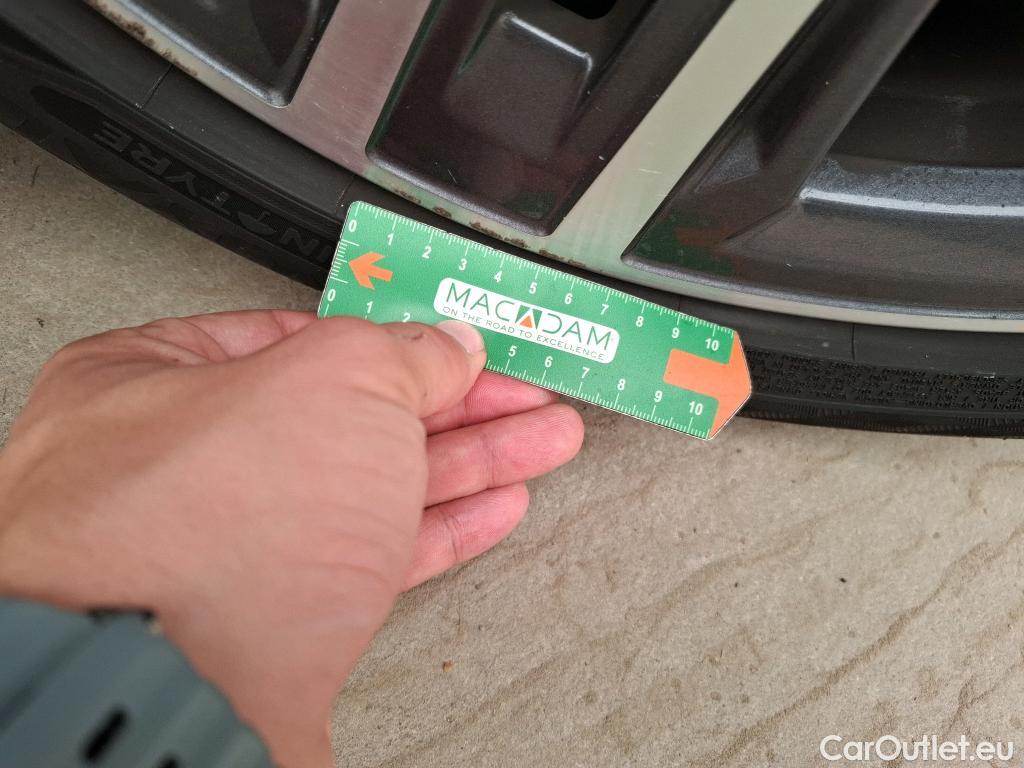 TYRE
0 1 2 3 4 5 6 7 8 9 10
MACADAM
ON THE ROAD TO EXCELLENCE
0 1 2 5 6 7 8 9 10
CarOutlet.eu